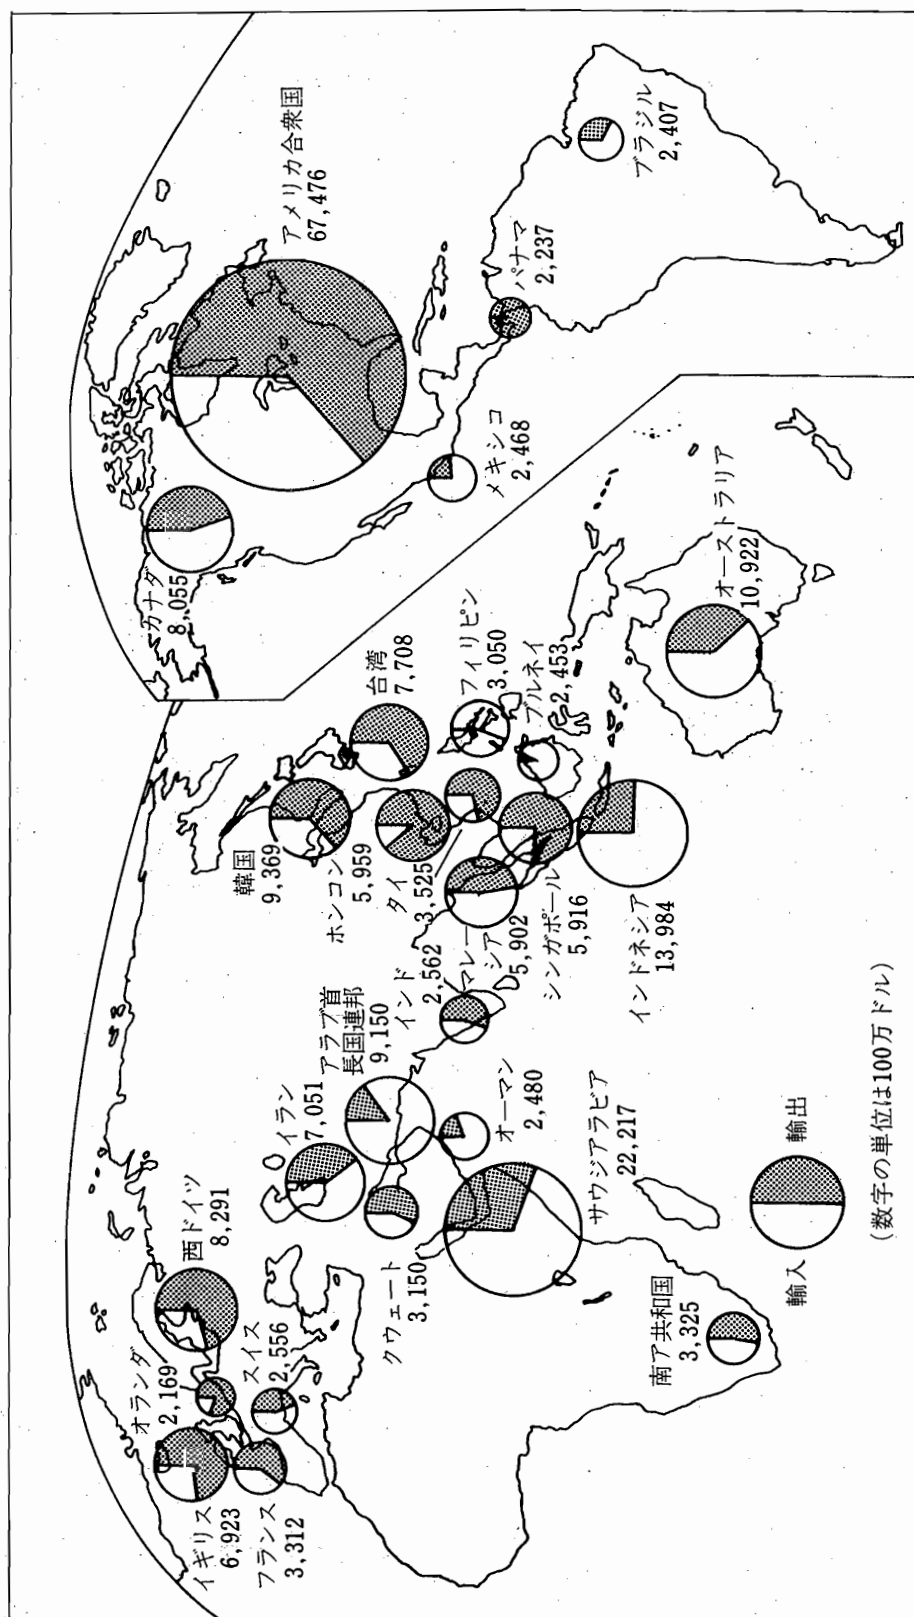 イギリス
6,923
フランス
3,312
オランダ
2,169
スイス
2,556
西ドイツ
8,291
クウェート
3,150
イラン
7,051
アラブ首
長国連邦
9,150
オーマン
2,480
サウジアラビア
22,217
南ア共和国
3,325
インド
2,562
マレー
シア
5,902
シンガポール
5,916
インドネシア
13,984
タイ
3,525
ホンコン
5,959
韓国
9,369
台湾
7,708
フィリピン
3,050
ブルネイ
2,453
オーストラリア
10,922
カナダ
8,055
アメリカ合衆国
67,476
メキシコ
2,468
パナマ
2,237
ブラジル
2,407
輸入
輸出
(数字の単位は100万ドル)